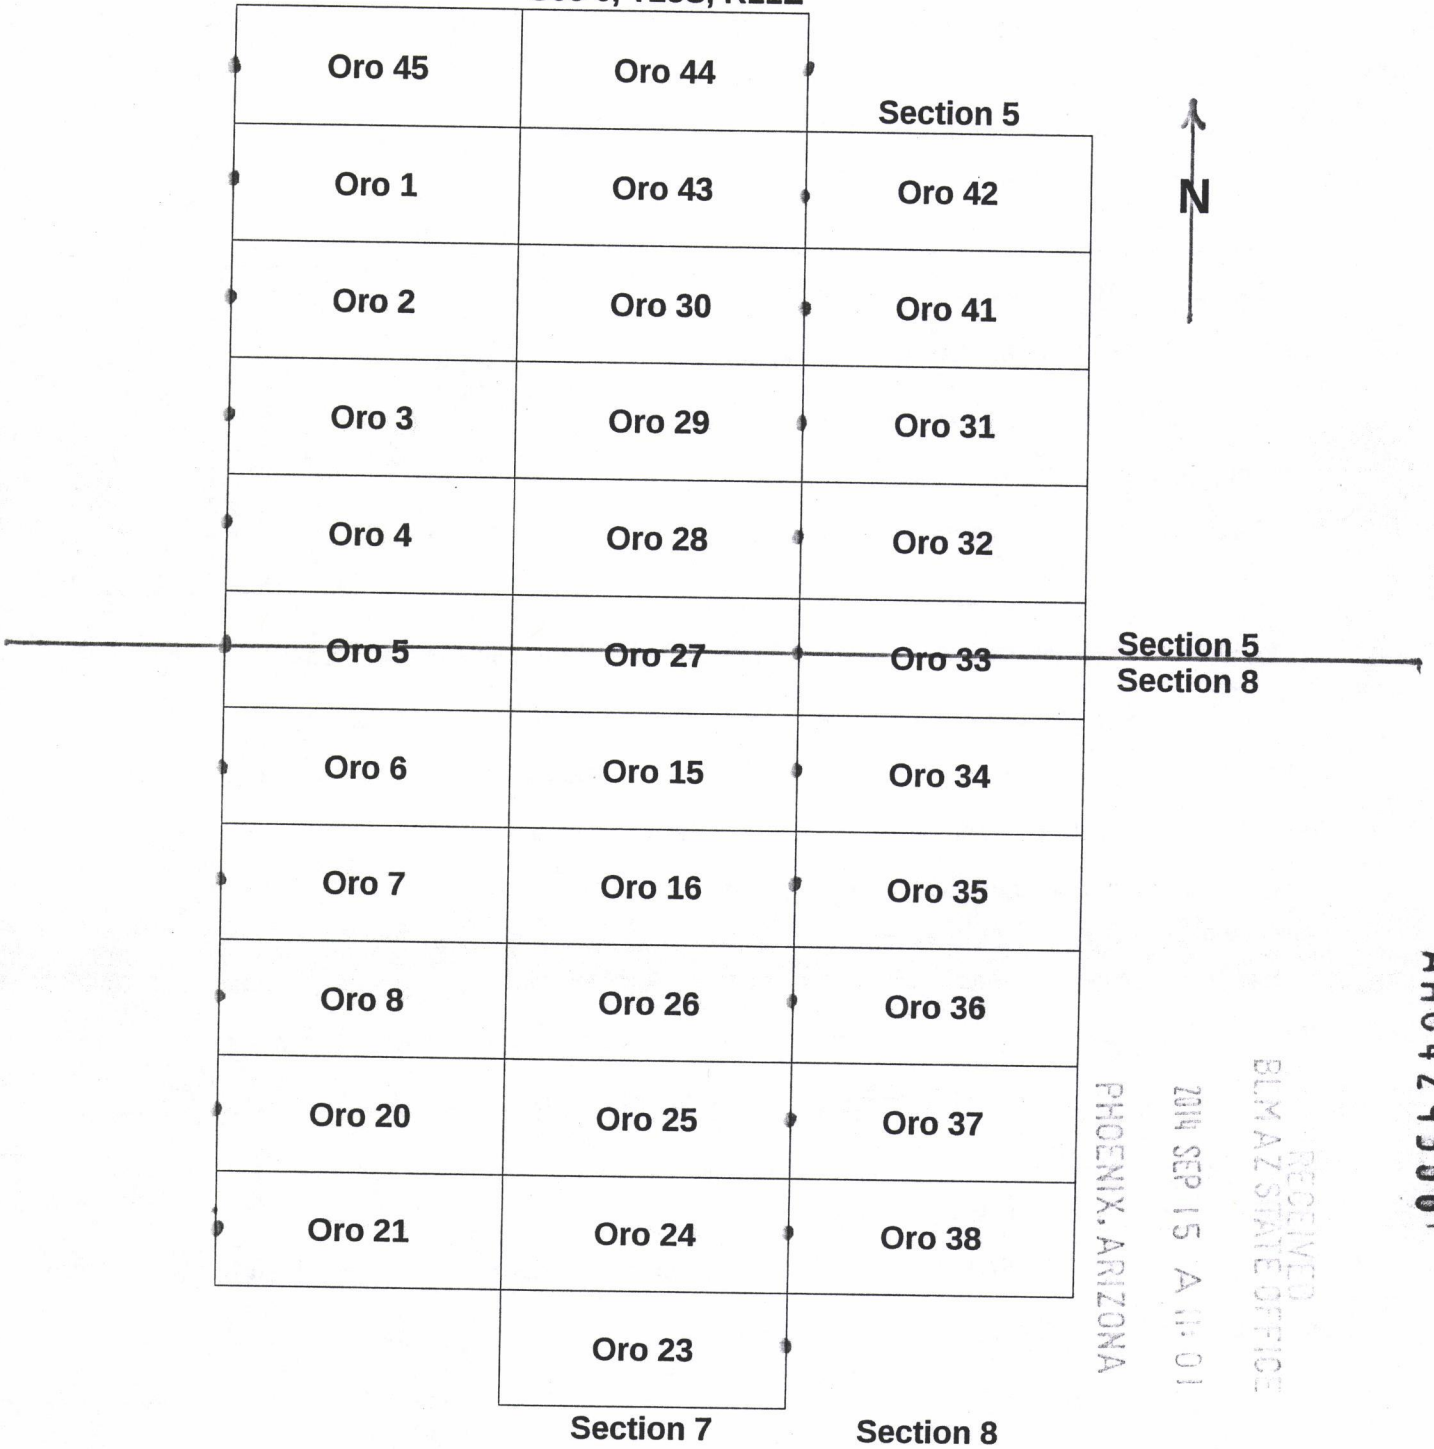 Oro 45 Oro 44
Section 5
Oro 1 Oro 43 Oro 42
N
Oro 2 Oro 30 Oro 41
Oro 3 Oro 29 Oro 31
Oro 4 Oro 28 Oro 32
Oro 5 Oro 27 Oro 33
Section 5
Section 8
Oro 6 Oro 15 Oro 34
Oro 7 Oro 16 Oro 35
Oro 8 Oro 26 Oro 36
Oro 20 Oro 25 Oro 37
Oro 21 Oro 24 Oro 38
Oro 23
Section 7 Section 8
RECEIVED
BLM AZ STATE OFFICE
2014 SEP 15 A 11:01
PHOENIX, ARIZONA